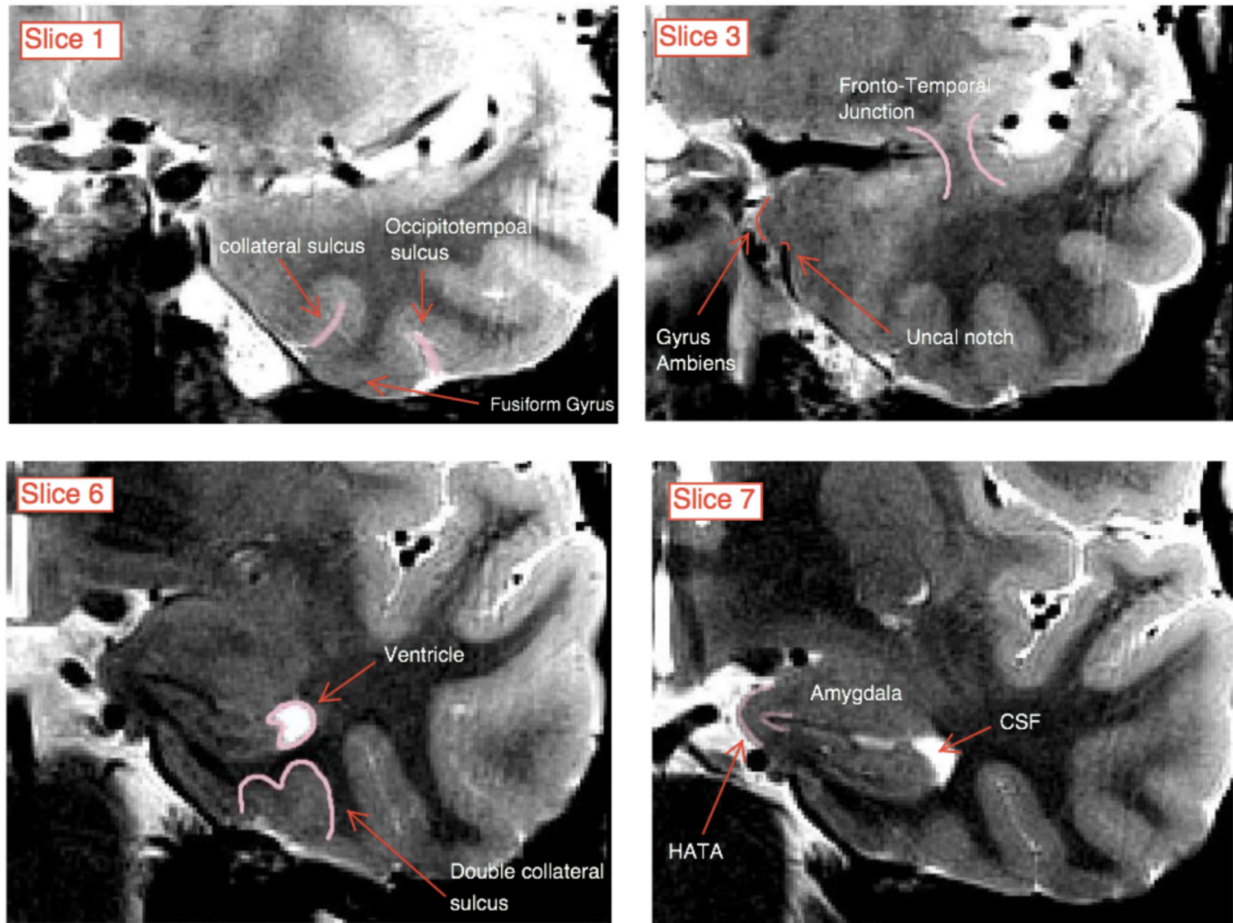 Slice 1
collateral sulcus
Occipitotempoal
sulcus
Fusiform Gyrus
Slice 3
Fronto-Temporal
Junction
Gyrus
Ambiens
Uncal notch
Slice 6
Ventricle
Double collateral
sulcus
Slice 7
Amygdala
CSF
HATA